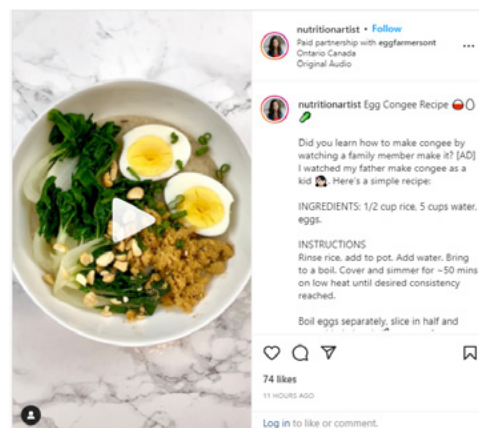 nutritionartist • Follow
Paid partnership with eggfarmersont
Ontario Canada
Original Audio
nutritionartist Egg Congee Recipe 🍚🥚
🥬
Did you learn how to make congee by
watching a family member make it? [AD]
I watched my father make congee as a
kid 👧🏻. Here's a simple recipe:
INGREDIENTS: 1/2 cup rice, 5 cups water,
eggs.
INSTRUCTIONS
Rinse rice, add to pot. Add water. Bring
to a boil. Cover and simmer for ~50 mins
on low heat until desired consistency
reached.
Boil eggs separately, slice in half and
74 likes
11 HOURS AGO
Log in to like or comment.